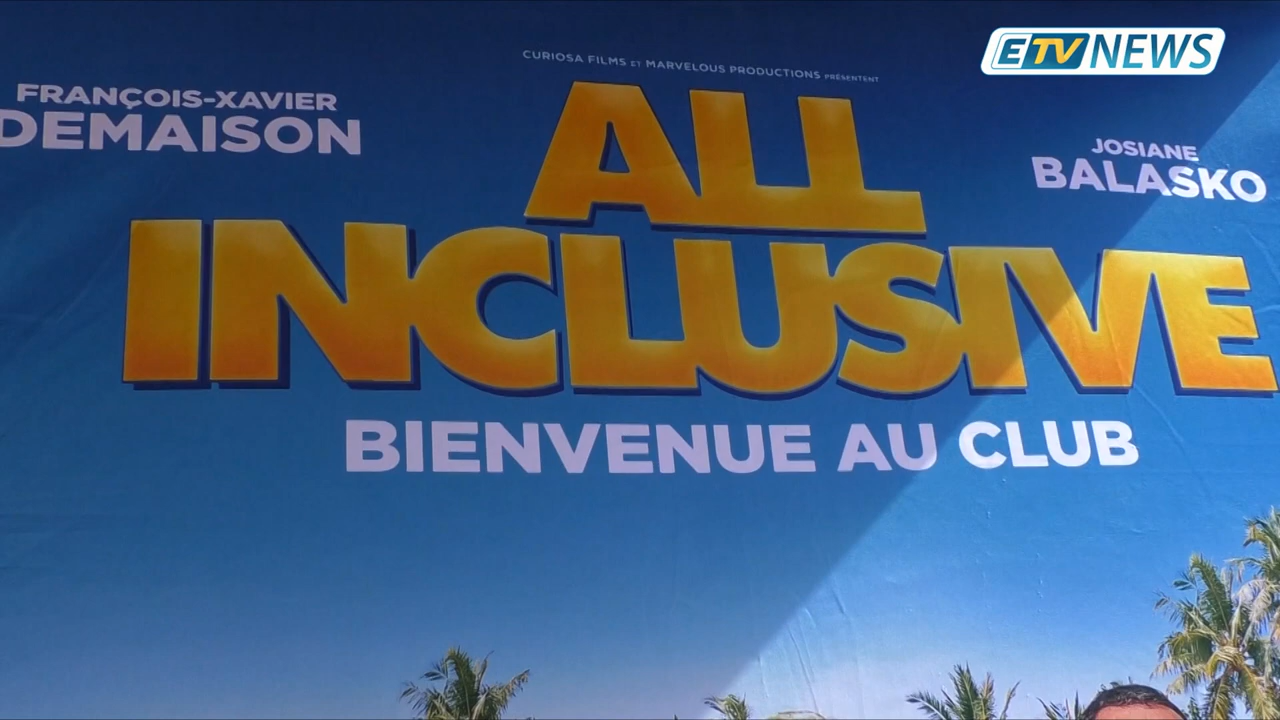 ETV NEWS
CURIOSA FILMS ET MARVELOUS PRODUCTIONS PRÉSENTENT
FRANÇOIS-XAVIER
DEMAISON
JOSIANE
BALASKO
ALL
INCLUSIVE
BIENVENUE AU CLUB